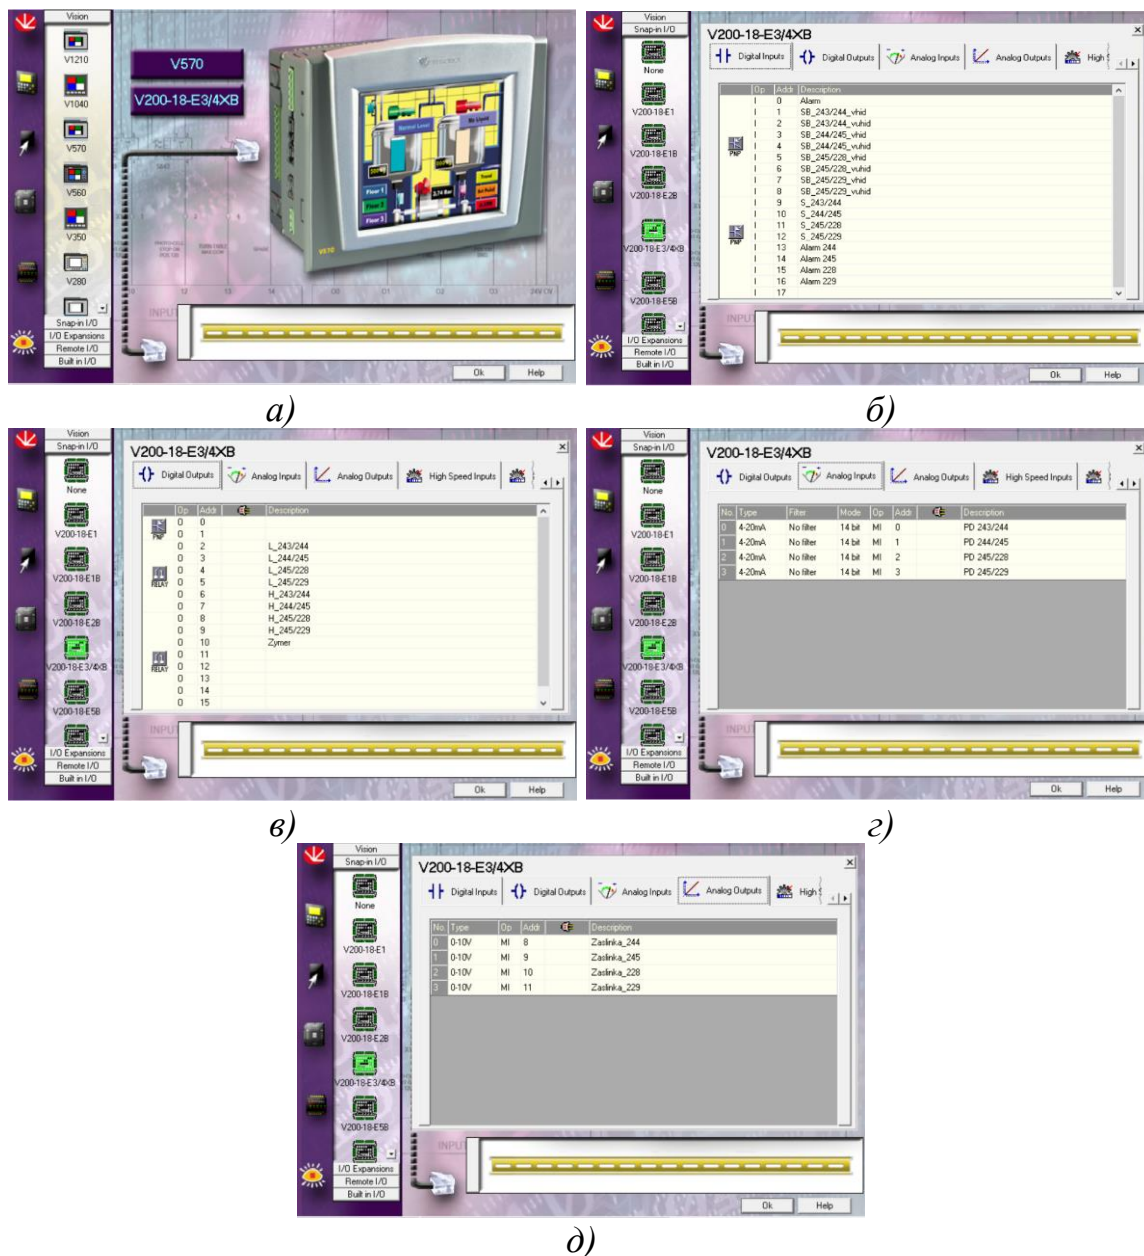 Vision
V1210
V1040
V570
V560
V350
V280
Snap-in I/O
I/O Expansions
Remote I/O
Built in I/O
V570
V200-18-E3/4XB
V570
Ok Help
а)
Vision
Snap-in I/O
None
V200-18-E1
V200-18-E1B
V200-18-E2B
V200-18-E3/4XB
V200-18-E5B
I/O Expansions
Remote I/O
Built in I/O
V200-18-E3/4XB
Digital Inputs Digital Outputs Analog Inputs Analog Outputs High S
Op Addr Description
I 0 Alarm
I 1 SB_243/244_vhid
I 2 SB_243/244_vuhid
I 3 SB_244/245_vhid
I 4 SB_244/245_vuhid
I 5 SB_245/228_vhid
I 6 SB_245/228_vuhid
I 7 SB_245/229_vhid
I 8 SB_245/229_vuhid
I 9 S_243/244
I 10 S_244/245
I 11 S_245/228
I 12 S_245/229
I 13 Alarm 244
I 14 Alarm 245
I 15 Alarm 228
I 16 Alarm 229
I 17
PNP
PNP
INPU
Ok Help
б)
Vision
Snap-in I/O
None
V200-18-E1
V200-18-E1B
V200-18-E2B
V200-18-E3/4XB
V200-18-E5B
I/O Expansions
Remote I/O
Built in I/O
V200-18-E3/4XB
Digital Outputs Analog Inputs Analog Outputs High Speed Inputs
Op Addr Description
O 0
O 1
O 2 L_243/244
O 3 L_244/245
O 4 L_245/228
O 5 L_245/229
O 6 H_243/244
O 7 H_244/245
O 8 H_245/228
O 9 H_245/229
O 10 Zymer
O 11
O 12
O 13
O 14
O 15
PNP
RELAY
RELAY
INPU
Ok Help
в)
Vision
Snap-in I/O
None
V200-18-E1
V200-18-E1B
V200-18-E2B
V200-18-E3/4XB
V200-18-E5B
I/O Expansions
Remote I/O
Built in I/O
V200-18-E3/4XB
Digital Outputs Analog Inputs Analog Outputs High Speed Inputs
No. Type Filter Mode Op Addr Description
0 4-20mA No filter 14 bit MI 0 PD 243/244
1 4-20mA No filter 14 bit MI 1 PD 244/245
2 4-20mA No filter 14 bit MI 2 PD 245/228
3 4-20mA No filter 14 bit MI 3 PD 245/229
INPU
Ok Help
г)
Vision
Snap-in I/O
None
V200-18-E1
V200-18-E1B
V200-18-E2B
V200-18-E3/4XB
V200-18-E5B
I/O Expansions
Remote I/O
Built in I/O
V200-18-E3/4XB
Digital Inputs Digital Outputs Analog Inputs Analog Outputs High S
No. Type Op Addr Description
0 0-10V MI 8 Zaslinka_244
1 0-10V MI 9 Zaslinka_245
2 0-10V MI 10 Zaslinka_228
3 0-10V MI 11 Zaslinka_229
INPU
Ok Help
д)